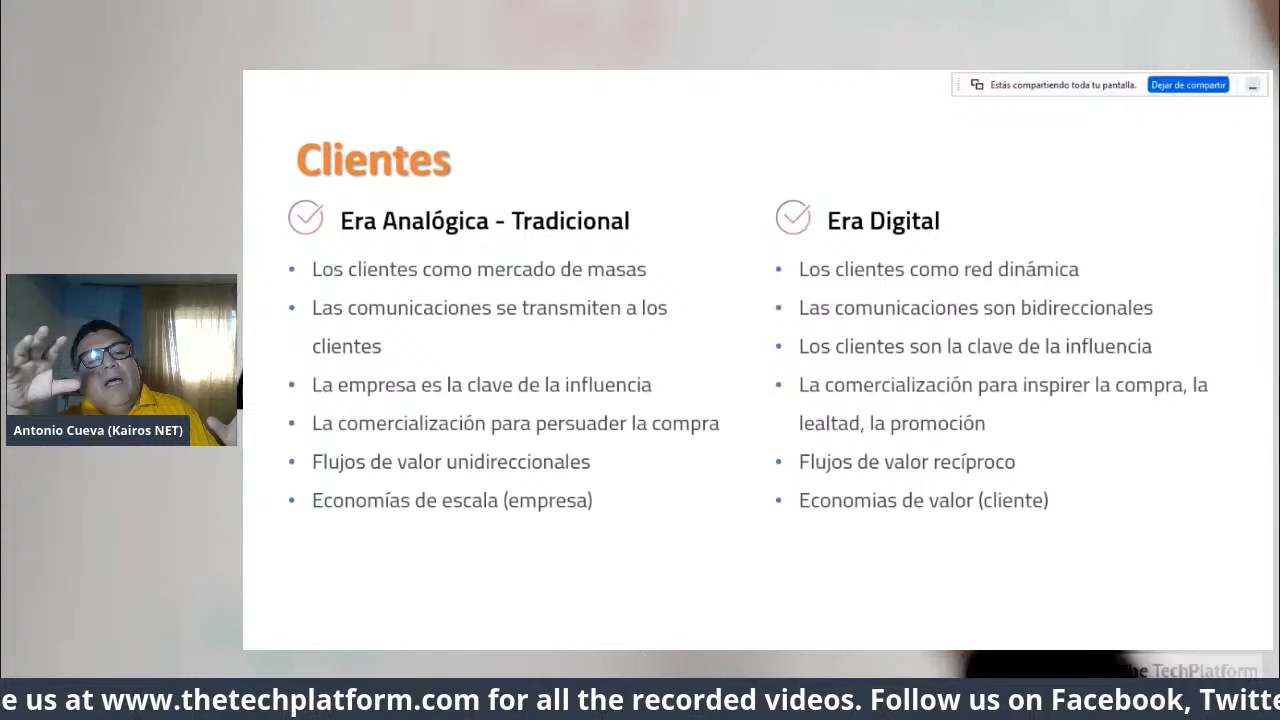 Estás compartiendo toda tu pantalla. Dejar de compartir
Clientes
Era Analógica - Tradicional
Los clientes como mercado de masas
Las comunicaciones se transmiten a los
clientes
La empresa es la clave de la influencia
La comercialización para persuader la compra
Flujos de valor unidireccionales
Economías de escala (empresa)
Era Digital
Los clientes como red dinámica
Las comunicaciones son bidireccionales
Los clientes son la clave de la influencia
La comercialización para inspirer la compra, la
lealtad, la promoción
Flujos de valor recíproco
Economias de valor (cliente)
Antonio Cueva (Kairos NET)
The TechPlatform
e us at www.thetechplatform.com for all the recorded videos. Follow us on Facebook, Twitte